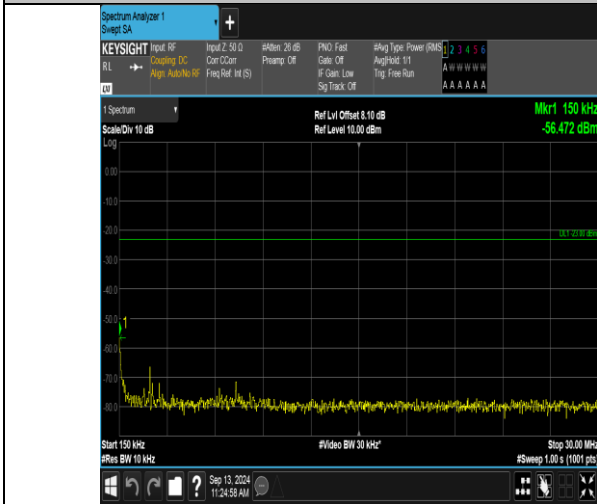 Spectrum Analyzer 1
Swept SA
+
KEYSIGHT
RL
Input: RF
Coupling: DC
Align: Auto/No RF
Input Z: 50 Ω
Corr CCorr
Freq Ref: Int (S)
#Atten: 26 dB
Preamp: Off
PNO: Fast
Gate: Off
IF Gain: Low
Sig Track: Off
#Avg Type: Power (RMS
Avg|Hold: 1/1
Trig: Free Run
1 2 3 4 5 6
A W W W W W
A A A A A A
1 Spectrum
Scale/Div 10 dB
Log
Ref Lvl Offset 8.10 dB
Ref Level 10.00 dBm
Mkr1 150 kHz
-56.472 dBm
0.00
-10.0
-20.0
DL1 -23.00 dBm
-30.0
-40.0
-50.0
1
-60.0
-70.0
-80.0
Start 150 kHz
#Video BW 30 kHz*
Stop 30.00 MHz
#Res BW 10 kHz
#Sweep 1.00 s (1001 pts)
?
Sep 13, 2024
11:24:58 AM